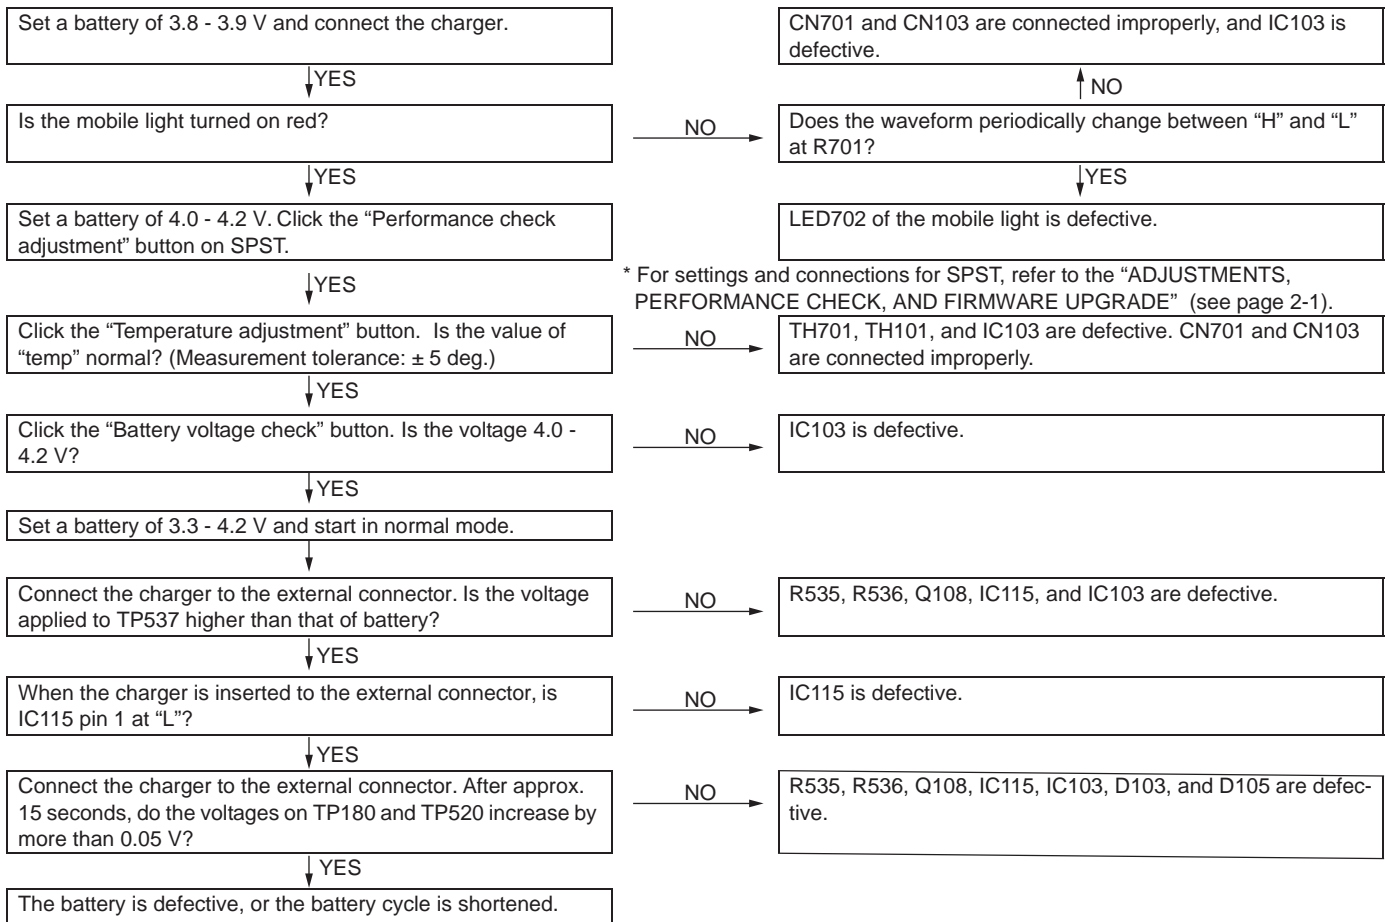 Set a battery of 3.8 - 3.9 V and connect the charger.
CN701 and CN103 are connected improperly, and IC103 is
defective.
YES
NO
Is the mobile light turned on red?
NO
Does the waveform periodically change between “H” and “L”
at R701?
YES
YES
Set a battery of 4.0 - 4.2 V. Click the “Performance check
adjustment” button on SPST.
LED702 of the mobile light is defective.
YES
* For settings and connections for SPST, refer to the “ADJUSTMENTS,
PERFORMANCE CHECK, AND FIRMWARE UPGRADE” (see page 2-1).
Click the “Temperature adjustment” button. Is the value of
“temp” normal? (Measurement tolerance: ± 5 deg.)
NO
TH701, TH101, and IC103 are defective. CN701 and CN103
are connected improperly.
YES
Click the “Battery voltage check” button. Is the voltage 4.0 -
4.2 V?
NO
IC103 is defective.
YES
Set a battery of 3.3 - 4.2 V and start in normal mode.
Connect the charger to the external connector. Is the voltage
applied to TP537 higher than that of battery?
NO
R535, R536, Q108, IC115, and IC103 are defective.
YES
When the charger is inserted to the external connector, is
IC115 pin 1 at “L”?
NO
IC115 is defective.
YES
Connect the charger to the external connector. After approx.
15 seconds, do the voltages on TP180 and TP520 increase by
more than 0.05 V?
NO
R535, R536, Q108, IC115, IC103, D103, and D105 are defec-
tive.
YES
The battery is defective, or the battery cycle is shortened.